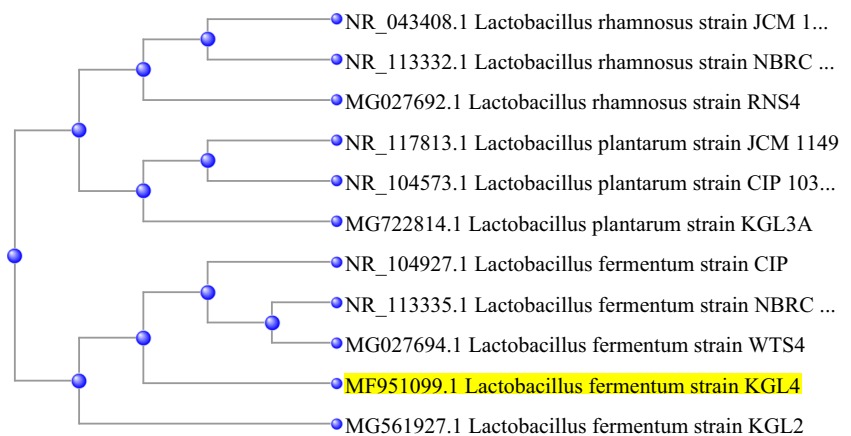 NR_043408.1 Lactobacillus rhamnosus strain JCM 1...
NR_113332.1 Lactobacillus rhamnosus strain NBRC ...
MG027692.1 Lactobacillus rhamnosus strain RNS4
NR_117813.1 Lactobacillus plantarum strain JCM 1149
NR_104573.1 Lactobacillus plantarum strain CIP 103...
MG722814.1 Lactobacillus plantarum strain KGL3A
NR_104927.1 Lactobacillus fermentum strain CIP
NR_113335.1 Lactobacillus fermentum strain NBRC ...
MG027694.1 Lactobacillus fermentum strain WTS4
MF951099.1 Lactobacillus fermentum strain KGL4
MG561927.1 Lactobacillus fermentum strain KGL2